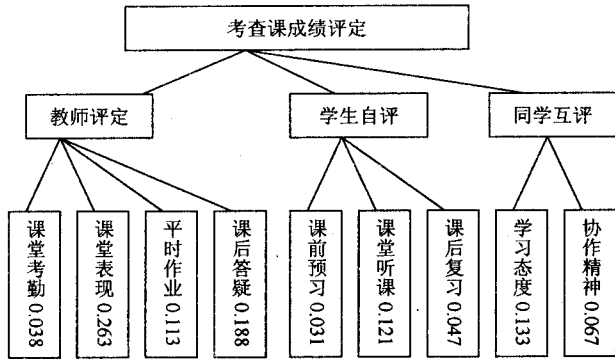 考查课成绩评定
教师评定
学生自评
同学互评
课堂考勤 0.038
课堂表现 0.263
平时作业 0.113
课后答疑 0.188
课前预习 0.031
课堂听课 0.121
课后复习 0.047
学习态度 0.133
协作精神 0.067